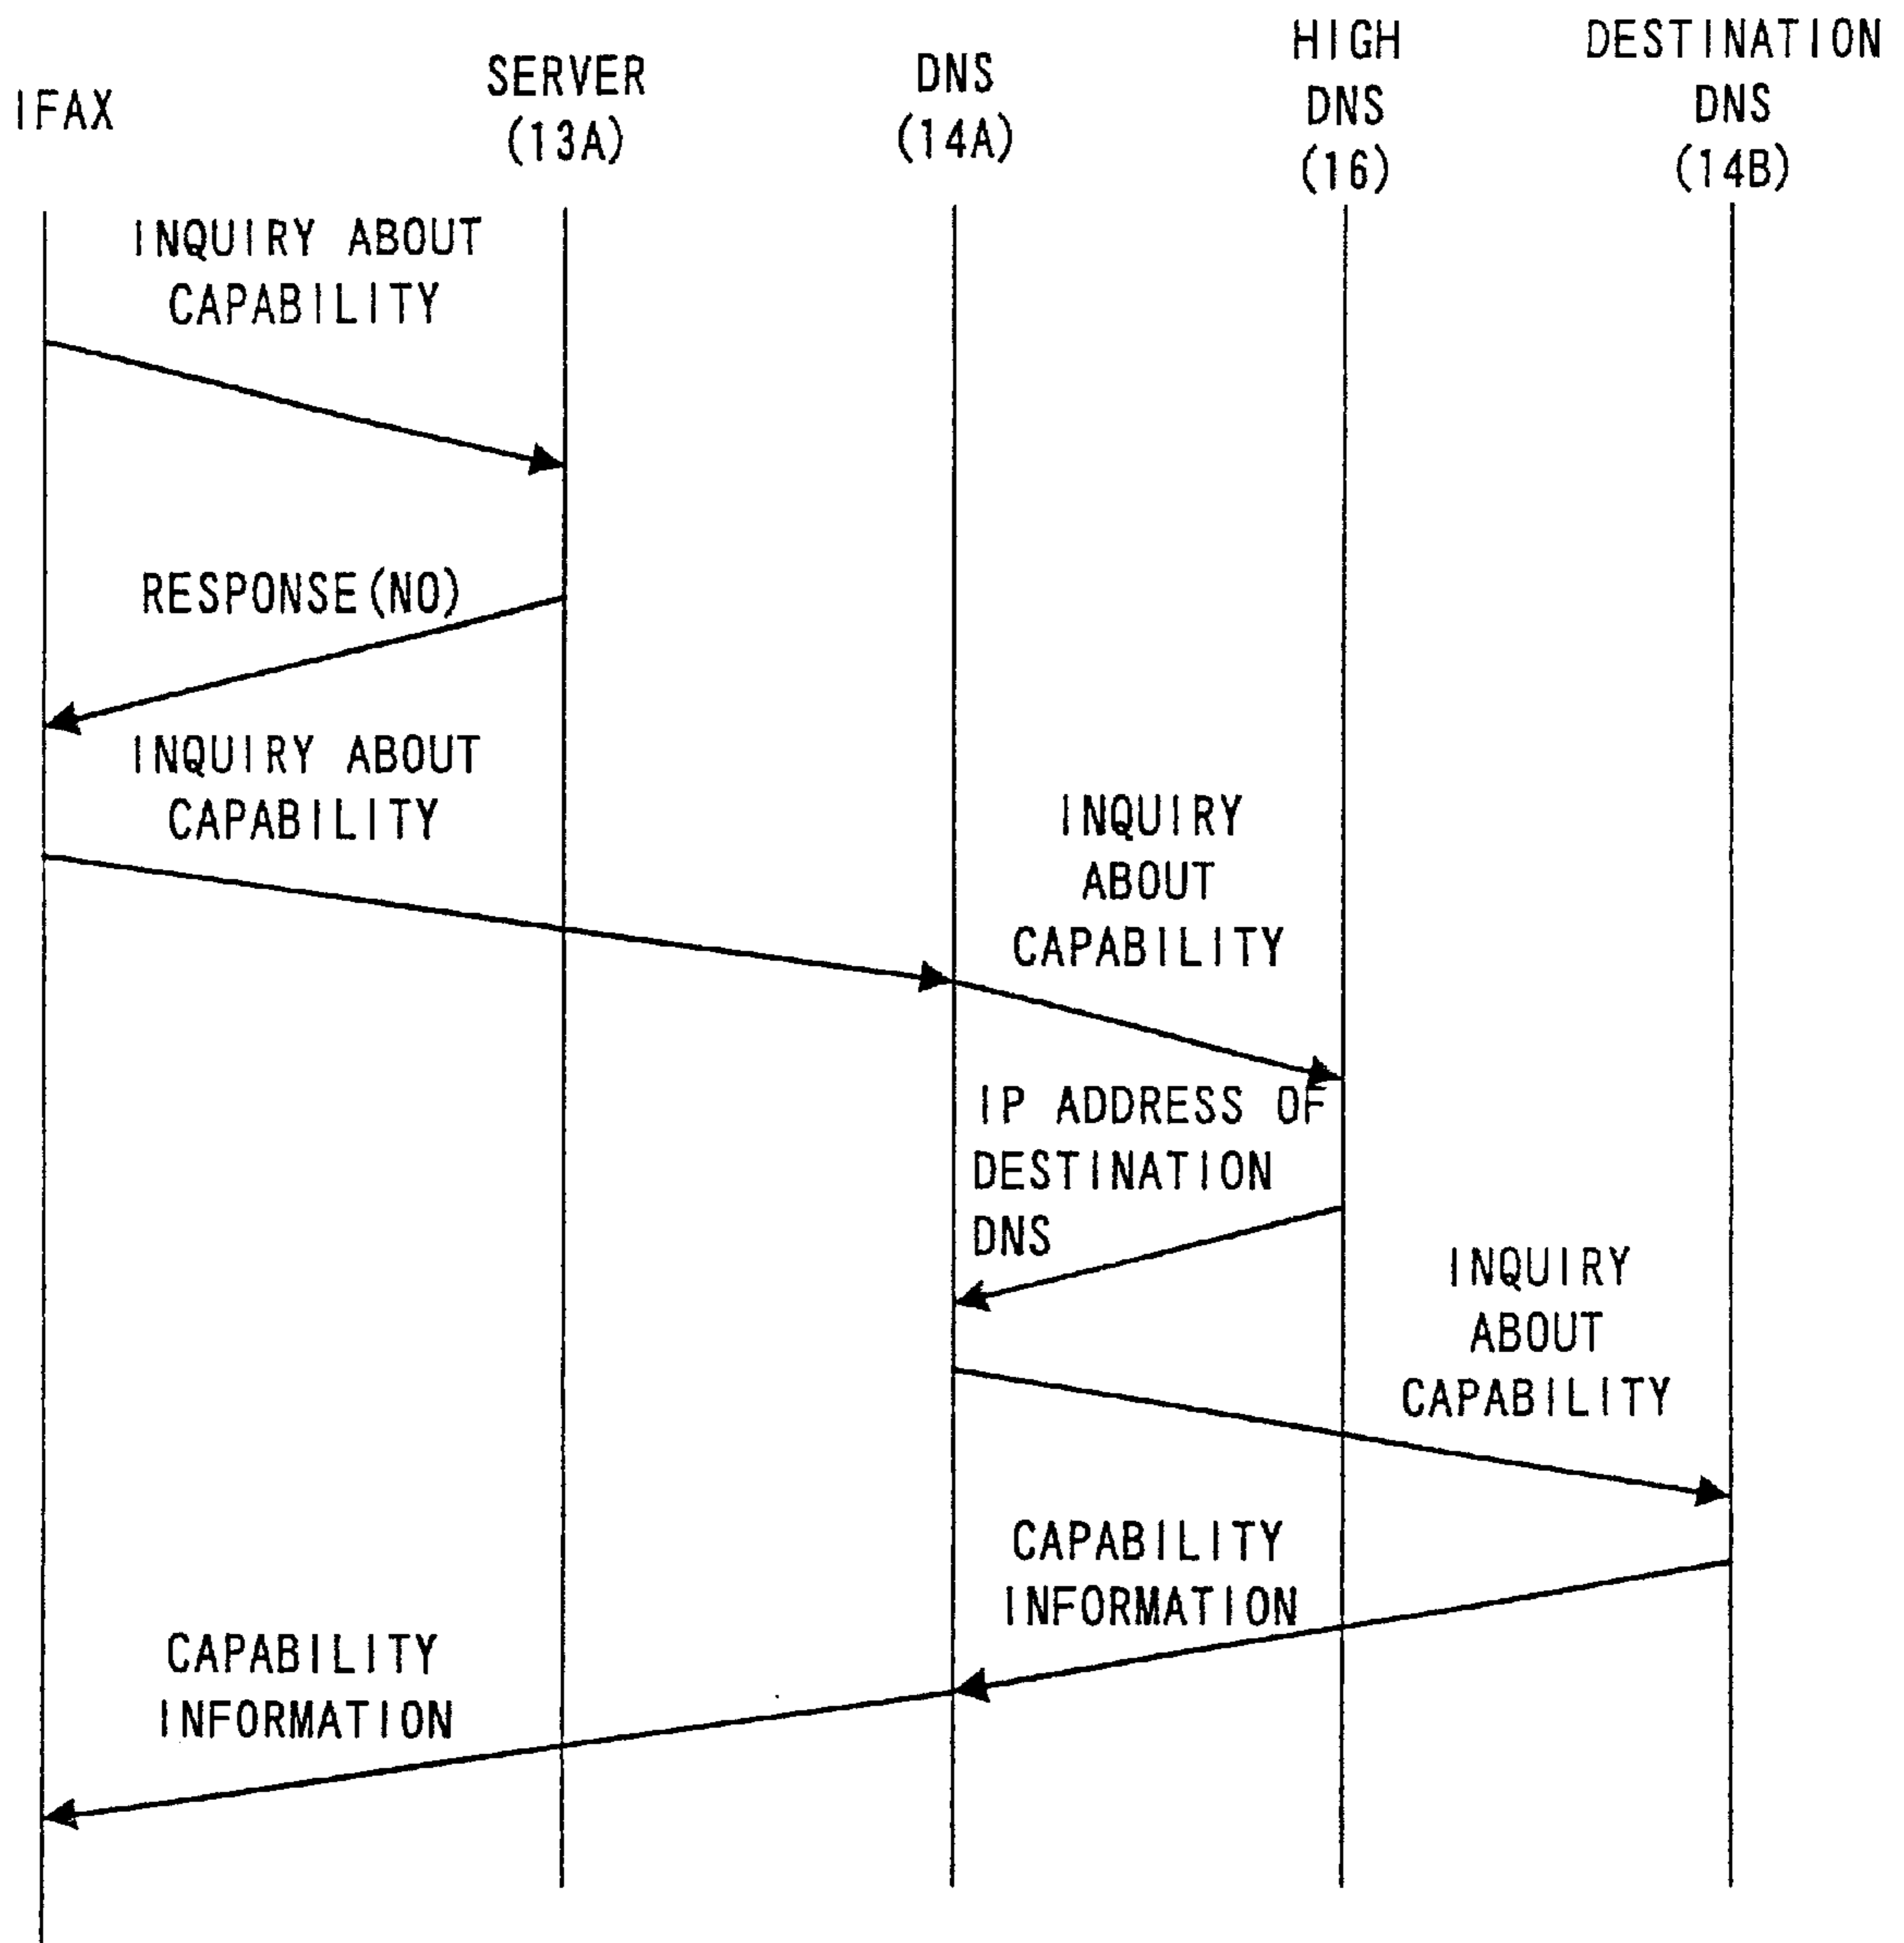 IFAX
SERVER
(13A)
DNS
(14A)
HIGH
DNS
(16)
DESTINATION
DNS
(14B)
INQUIRY ABOUT
CAPABILITY
RESPONSE(NO)
INQUIRY ABOUT
CAPABILITY
INQUIRY
ABOUT
CAPABILITY
IP ADDRESS OF
DESTINATION
DNS
INQUIRY
ABOUT
CAPABILITY
CAPABILITY
INFORMATION
CAPABILITY
INFORMATION